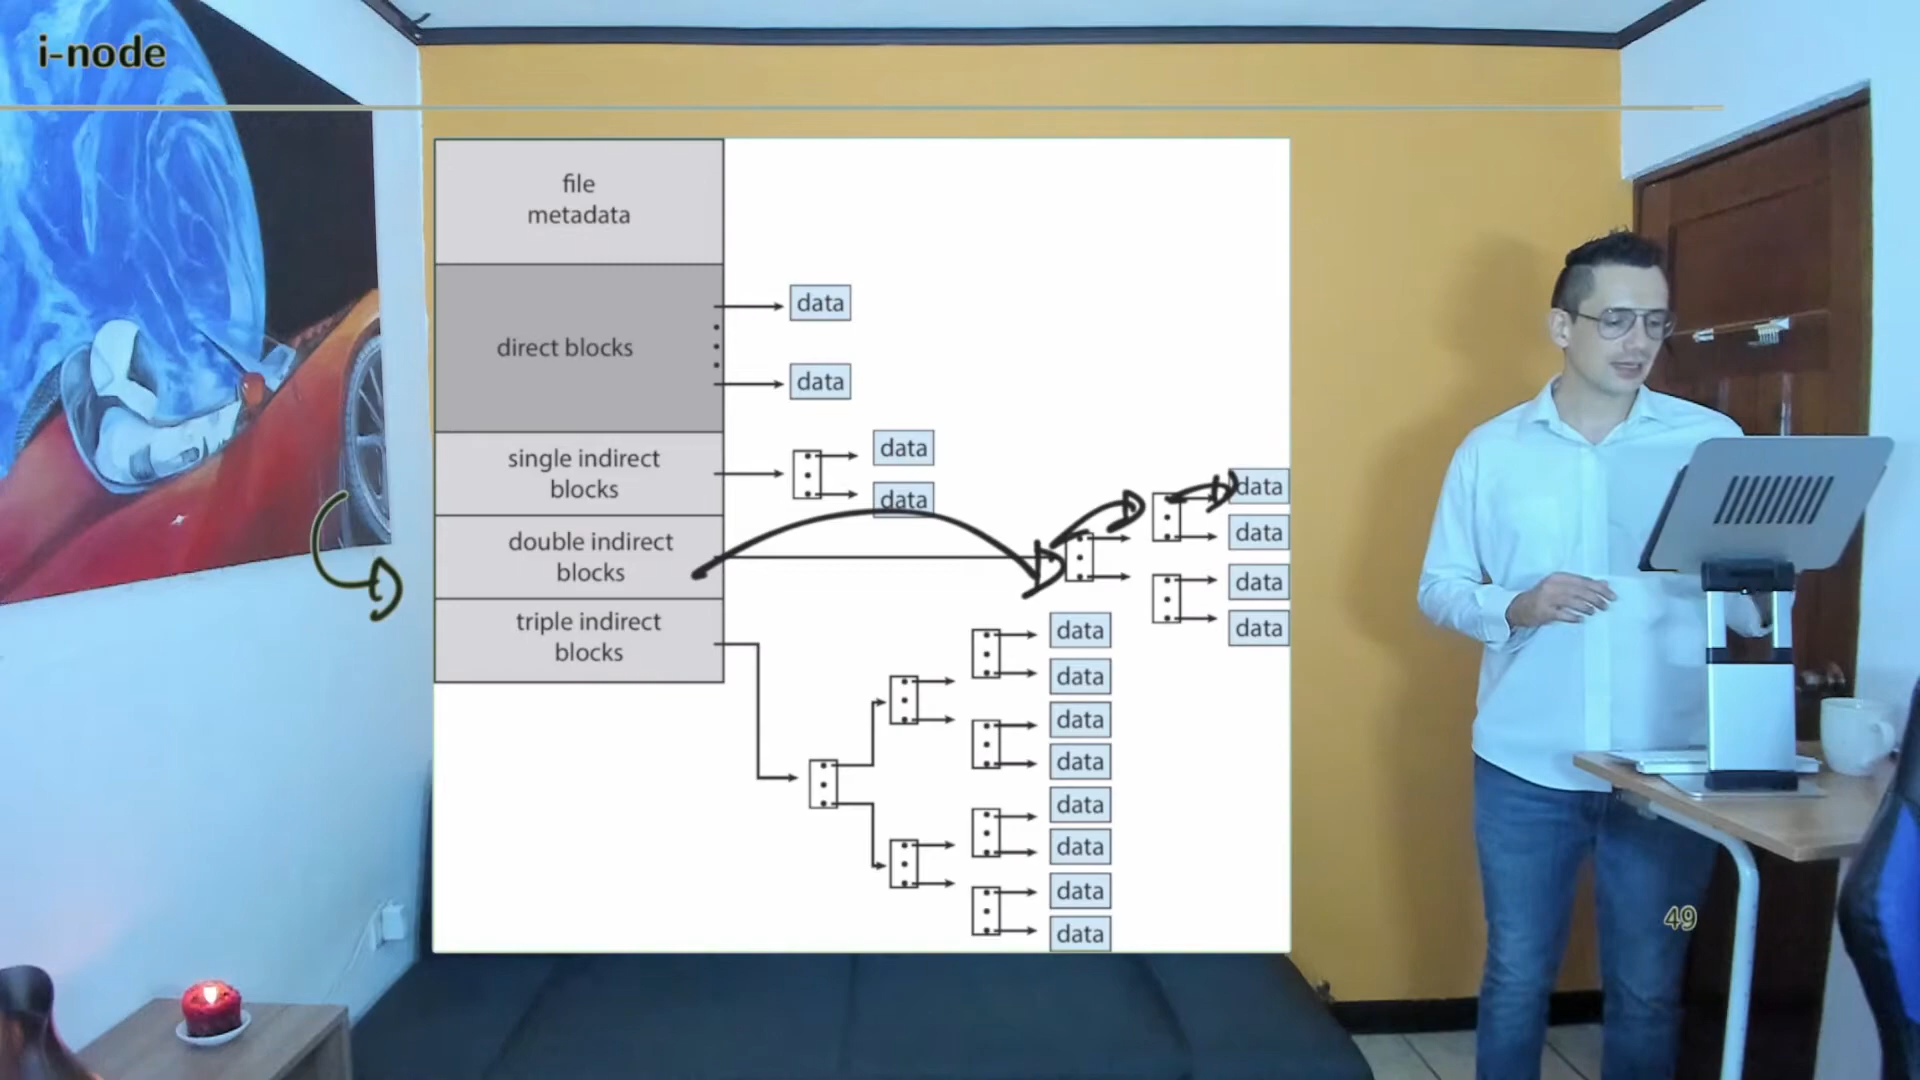 i-node
file
metadata
direct blocks
data
data
single indirect
blocks
data
data
double indirect
blocks
data
data
data
data
triple indirect
blocks
data
data
data
data
data
data
data
data
49